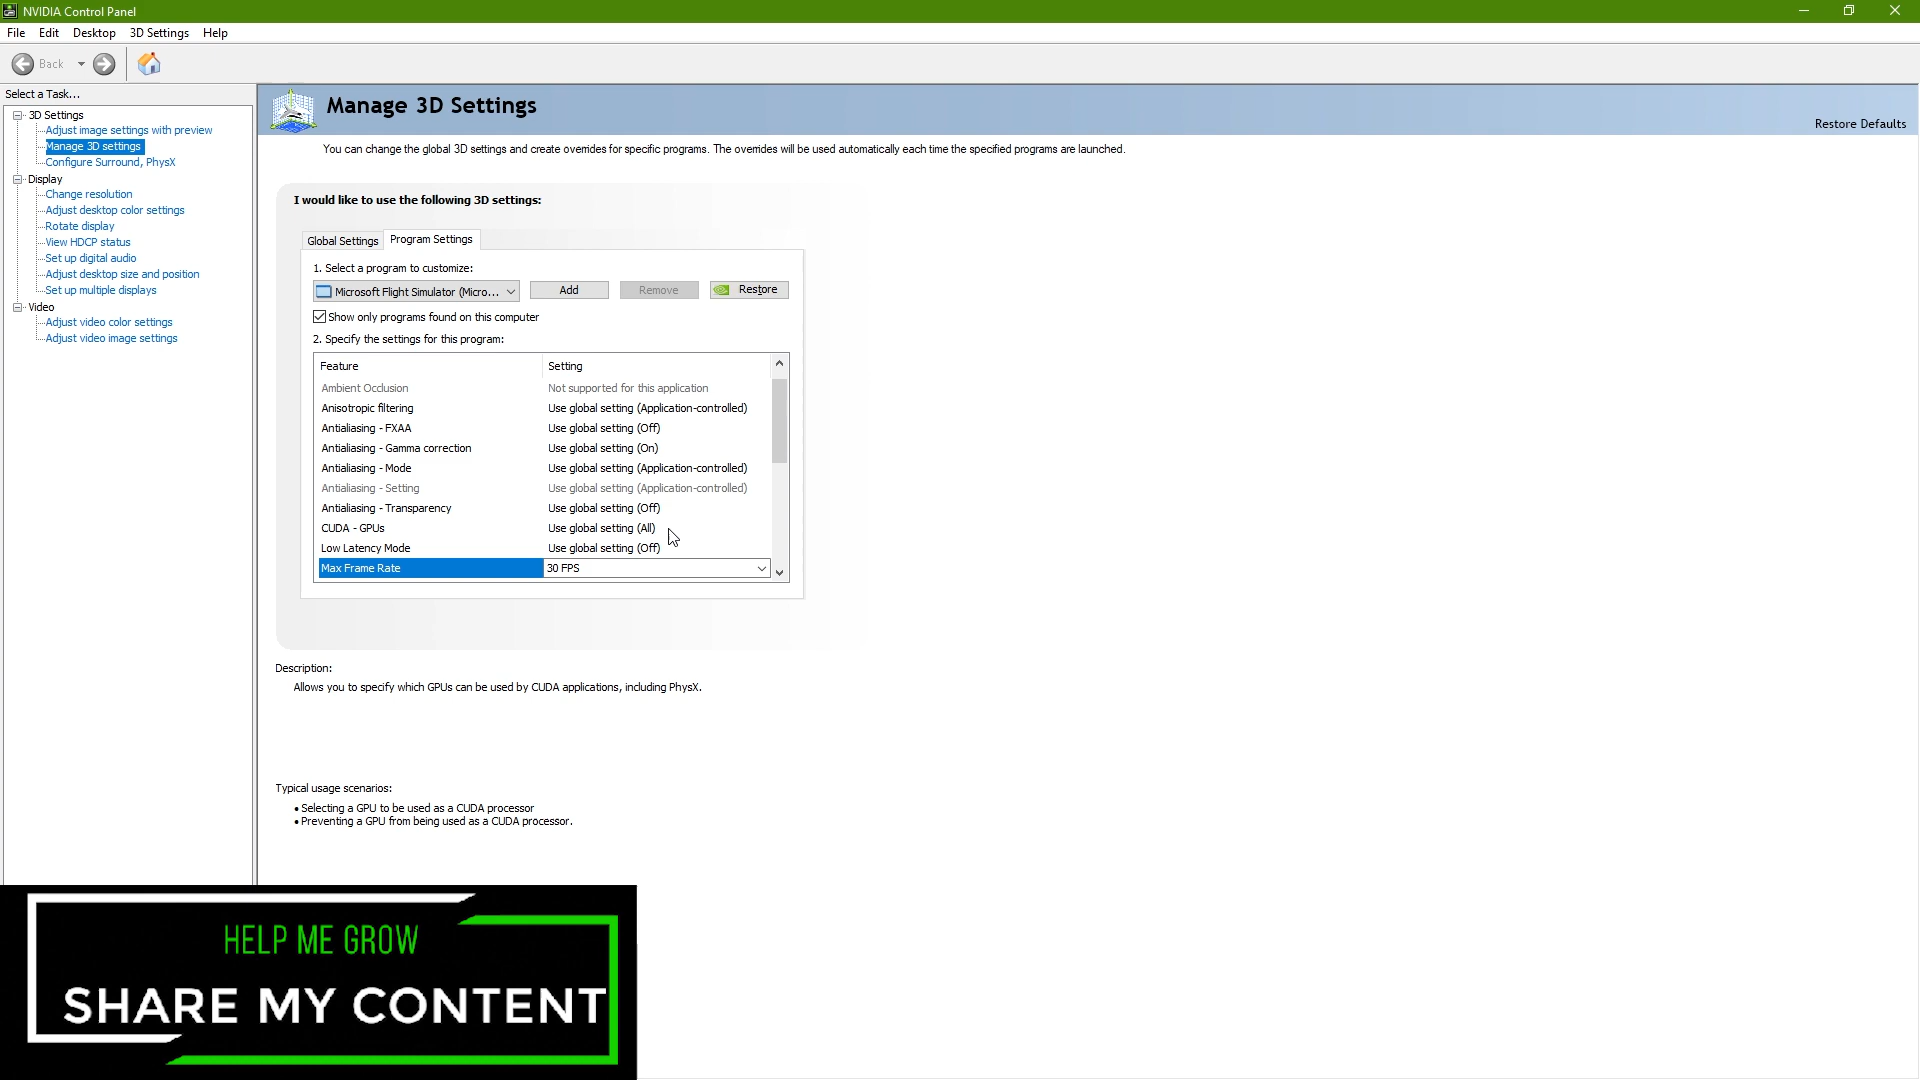 NVIDIA Control Panel
File Edit Desktop 3D Settings Help
Back
Select a Task...
3D Settings
Adjust image settings with preview
Manage 3D settings
Configure Surround, PhysX
Display
Change resolution
Adjust desktop color settings
Rotate display
View HDCP status
Set up digital audio
Adjust desktop size and position
Set up multiple displays
Video
Adjust video color settings
Adjust video image settings
Manage 3D Settings
Restore Defaults
You can change the global 3D settings and create overrides for specific programs. The overrides will be used automatically each time the specified programs are launched.
I would like to use the following 3D settings:
Global Settings Program Settings
1. Select a program to customize:
Microsoft Flight Simulator (Micro... Add Remove Restore
Show only programs found on this computer
2. Specify the settings for this program:
Feature Setting
Ambient Occlusion Not supported for this application
Anisotropic filtering Use global setting (Application-controlled)
Antialiasing - FXAA Use global setting (Off)
Antialiasing - Gamma correction Use global setting (On)
Antialiasing - Mode Use global setting (Application-controlled)
Antialiasing - Setting Use global setting (Application-controlled)
Antialiasing - Transparency Use global setting (Off)
CUDA - GPUs Use global setting (All)
Low Latency Mode Use global setting (Off)
Max Frame Rate 30 FPS
Description:
Allows you to specify which GPUs can be used by CUDA applications, including PhysX.
Typical usage scenarios:
• Selecting a GPU to be used as a CUDA processor
• Preventing a GPU from being used as a CUDA processor.
HELP ME GROW
SHARE MY CONTENT